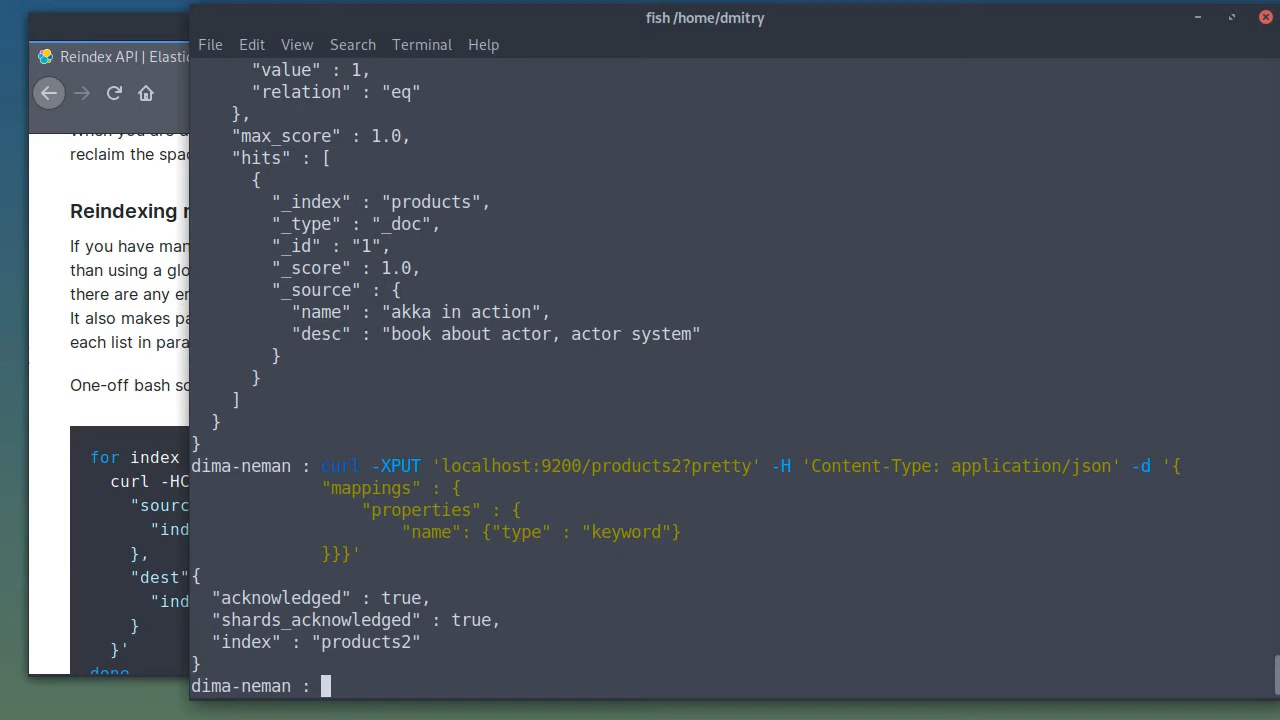 fish /home/dmitry
File Edit View Search Terminal Help
"value" : 1,
"relation" : "eq"
},
"max_score" : 1.0,
"hits" : [
{
"_index" : "products",
"_type" : "_doc",
"_id" : "1",
"_score" : 1.0,
"_source" : {
"name" : "akka in action",
"desc" : "book about actor, actor system"
}
}
]
}
}
dima-neman : curl -XPUT 'localhost:9200/products2?pretty' -H 'Content-Type: application/json' -d '{
"mappings" : {
"properties" : {
"name": {"type" : "keyword"}
}}}'
{
"acknowledged" : true,
"shards_acknowledged" : true,
"index" : "products2"
}
dima-neman :
Reindex API | Elastic
reclaim the spac
Reindexing
If you have man
than using a glo
there are any er
It also makes pa
each list in para
One-off bash sc
for index
curl -HC
"sourc
"ind
},
"dest"
"ind
}
}'
done